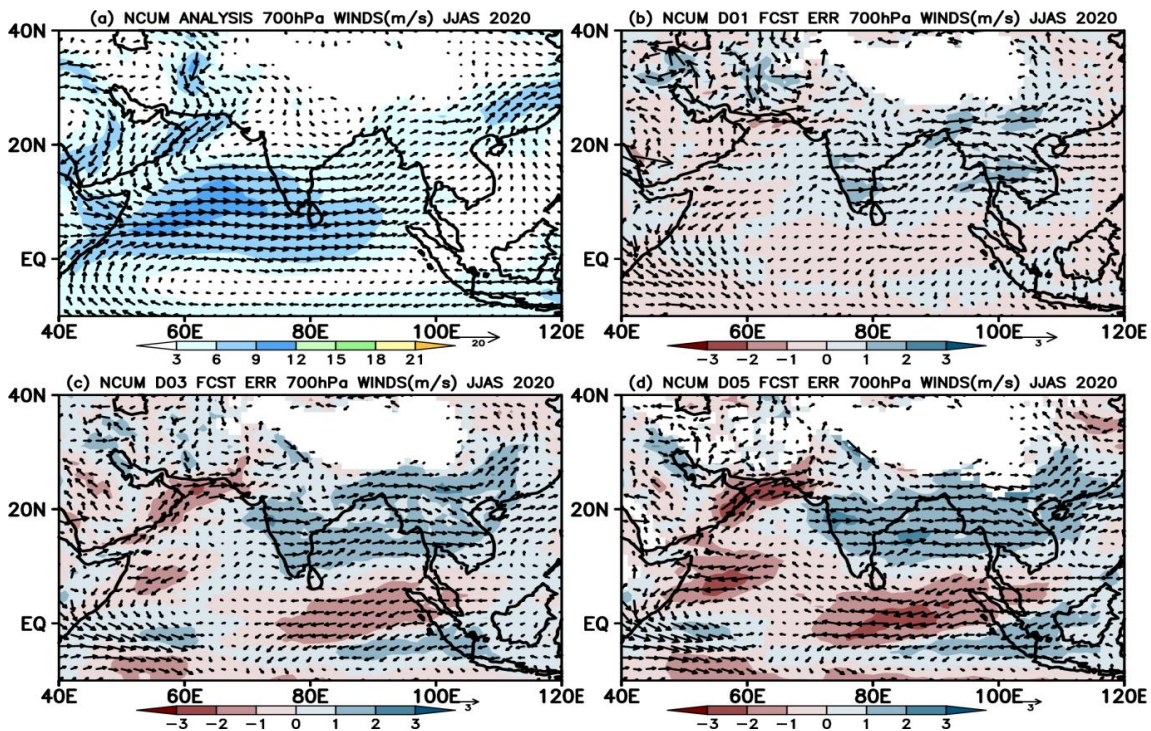 (a) NCUM ANALYSIS 700hPa WINDS(m/s) JJAS 2020
40N
20N
EQ
40E 60E 80E 100E 120E
20
3 6 9 12 15 18 21
(b) NCUM D01 FCST ERR 700hPa WINDS(m/s) JJAS 2020
40N
20N
EQ
40E 60E 80E 100E 120E
3
−3 −2 −1 0 1 2 3
(c) NCUM D03 FCST ERR 700hPa WINDS(m/s) JJAS 2020
40N
20N
EQ
40E 60E 80E 100E 120E
3
−3 −2 −1 0 1 2 3
(d) NCUM D05 FCST ERR 700hPa WINDS(m/s) JJAS 2020
40N
20N
EQ
40E 60E 80E 100E 120E
3
−3 −2 −1 0 1 2 3